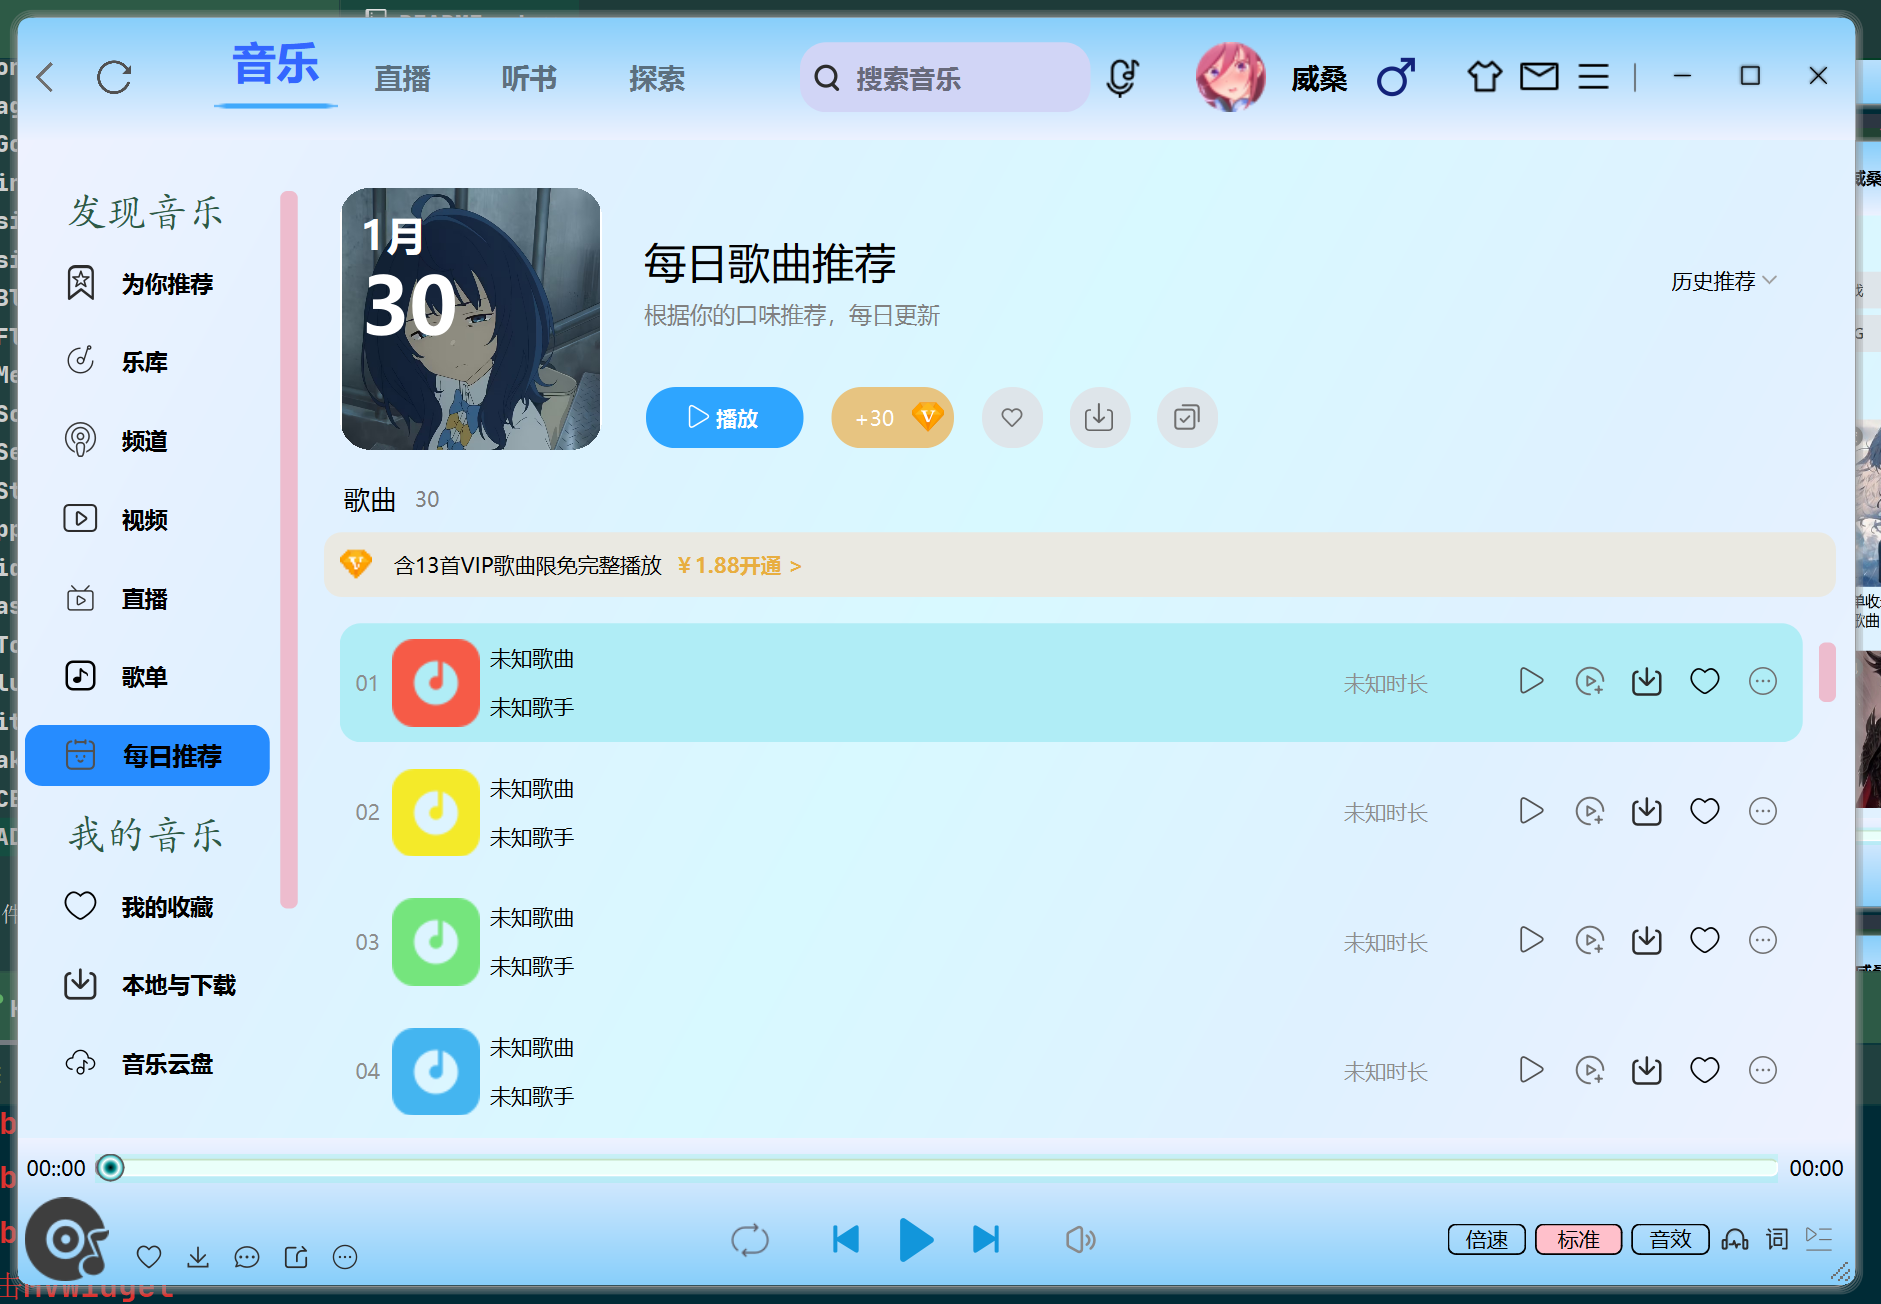 音乐 直播 听书 探索 搜索音乐 威桑
发现音乐
为你推荐
乐库
频道
视频
直播
歌单
每日推荐
我的音乐
我的收藏
本地与下载
音乐云盘
1月
30
每日歌曲推荐
根据你的口味推荐，每日更新
历史推荐
播放 +30
歌曲 30
含13首VIP歌曲限免完整播放 ￥1.88开通 >
01 未知歌曲
未知歌手
未知时长
02 未知歌曲
未知歌手
未知时长
03 未知歌曲
未知歌手
未知时长
04 未知歌曲
未知歌手
未知时长
00::00 00:00
倍速 标准 音效 词